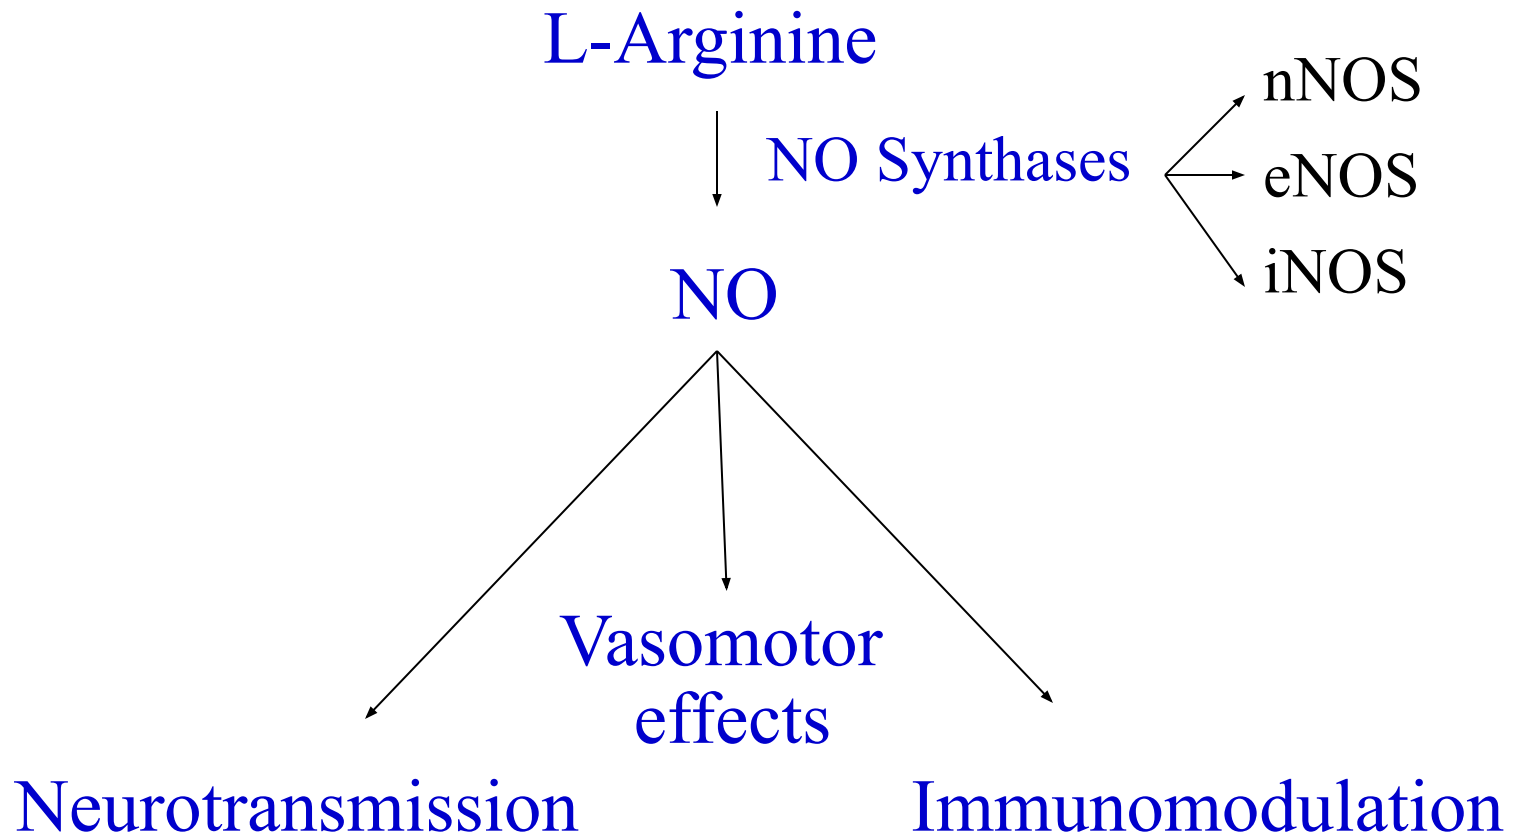 L-Arginine
nNOS
NO Synthases
eNOS
iNOS
NO
Vasomotor
effects
Neurotransmission
Immunomodulation